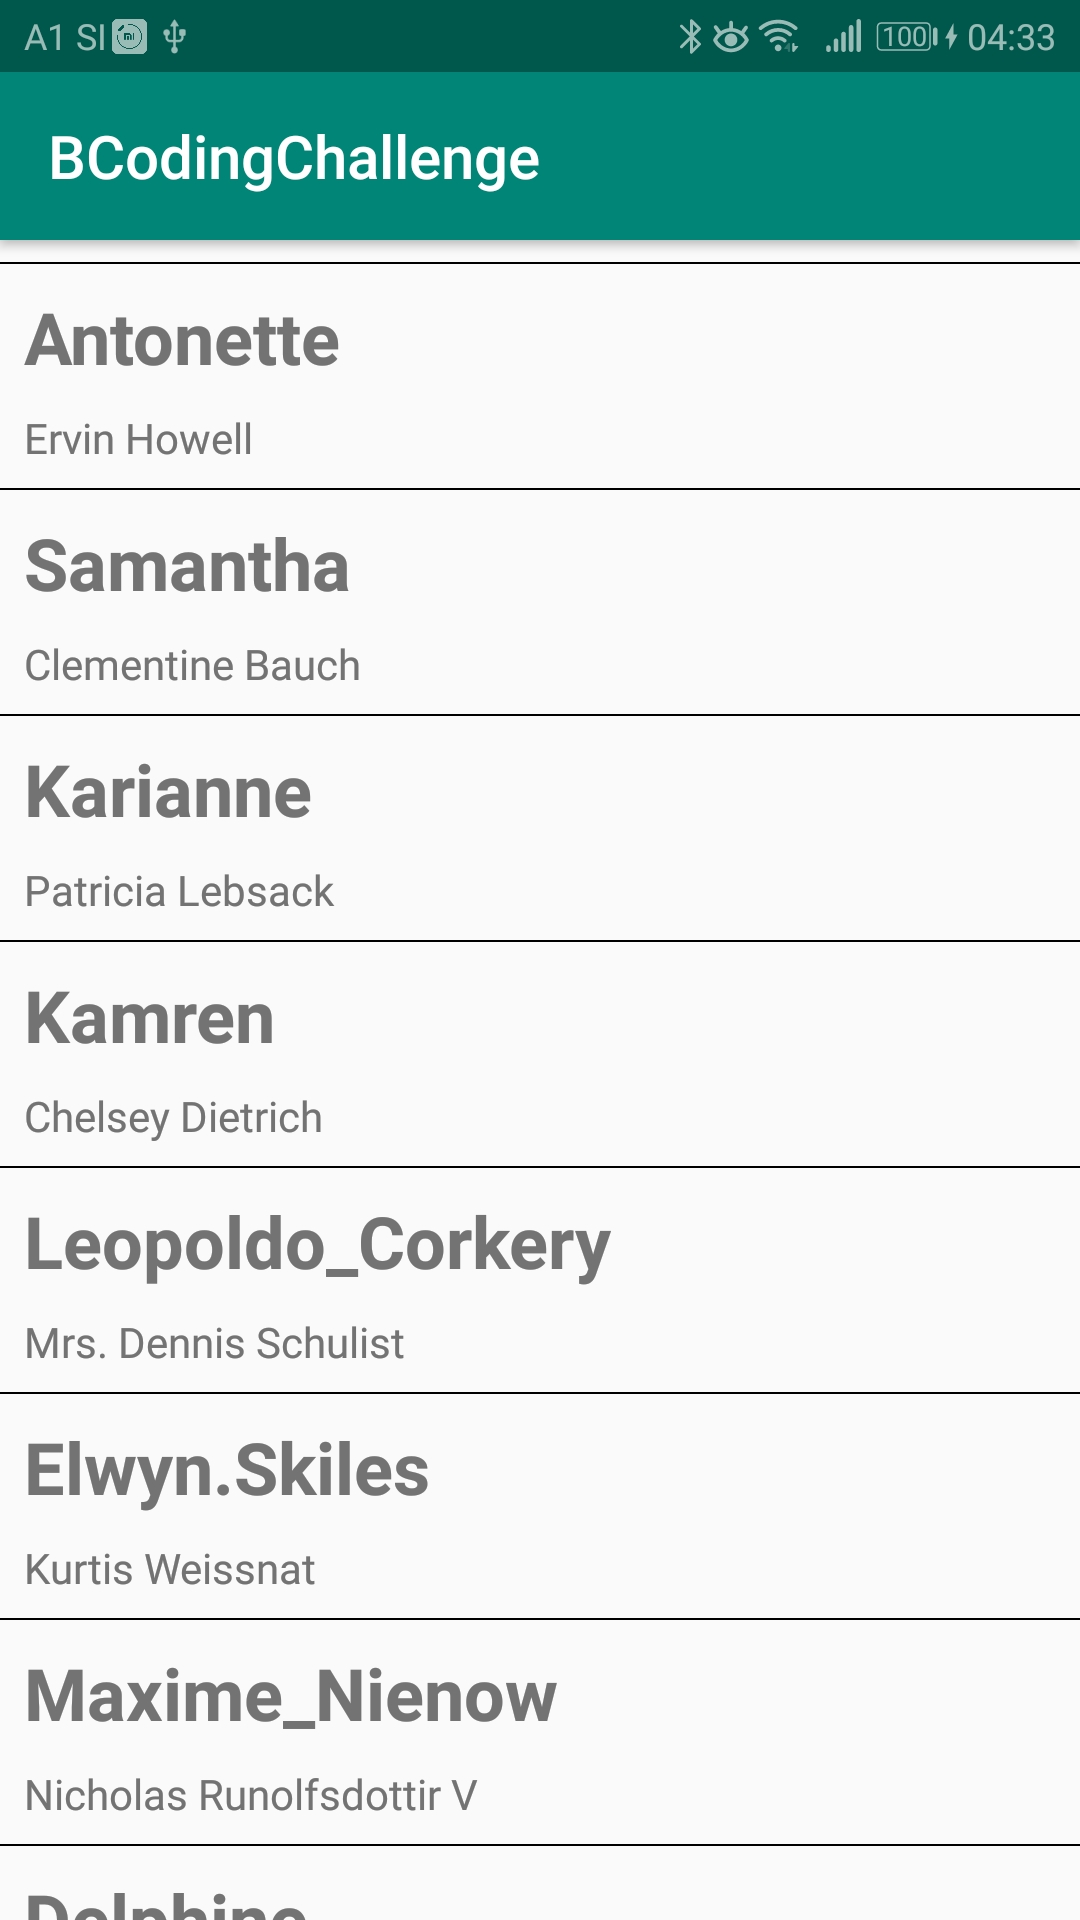 A1 SI 100 04:33
BCodingChallenge
Antonette
Ervin Howell
Samantha
Clementine Bauch
Karianne
Patricia Lebsack
Kamren
Chelsey Dietrich
Leopoldo_Corkery
Mrs. Dennis Schulist
Elwyn.Skiles
Kurtis Weissnat
Maxime_Nienow
Nicholas Runolfsdottir V
Delphine